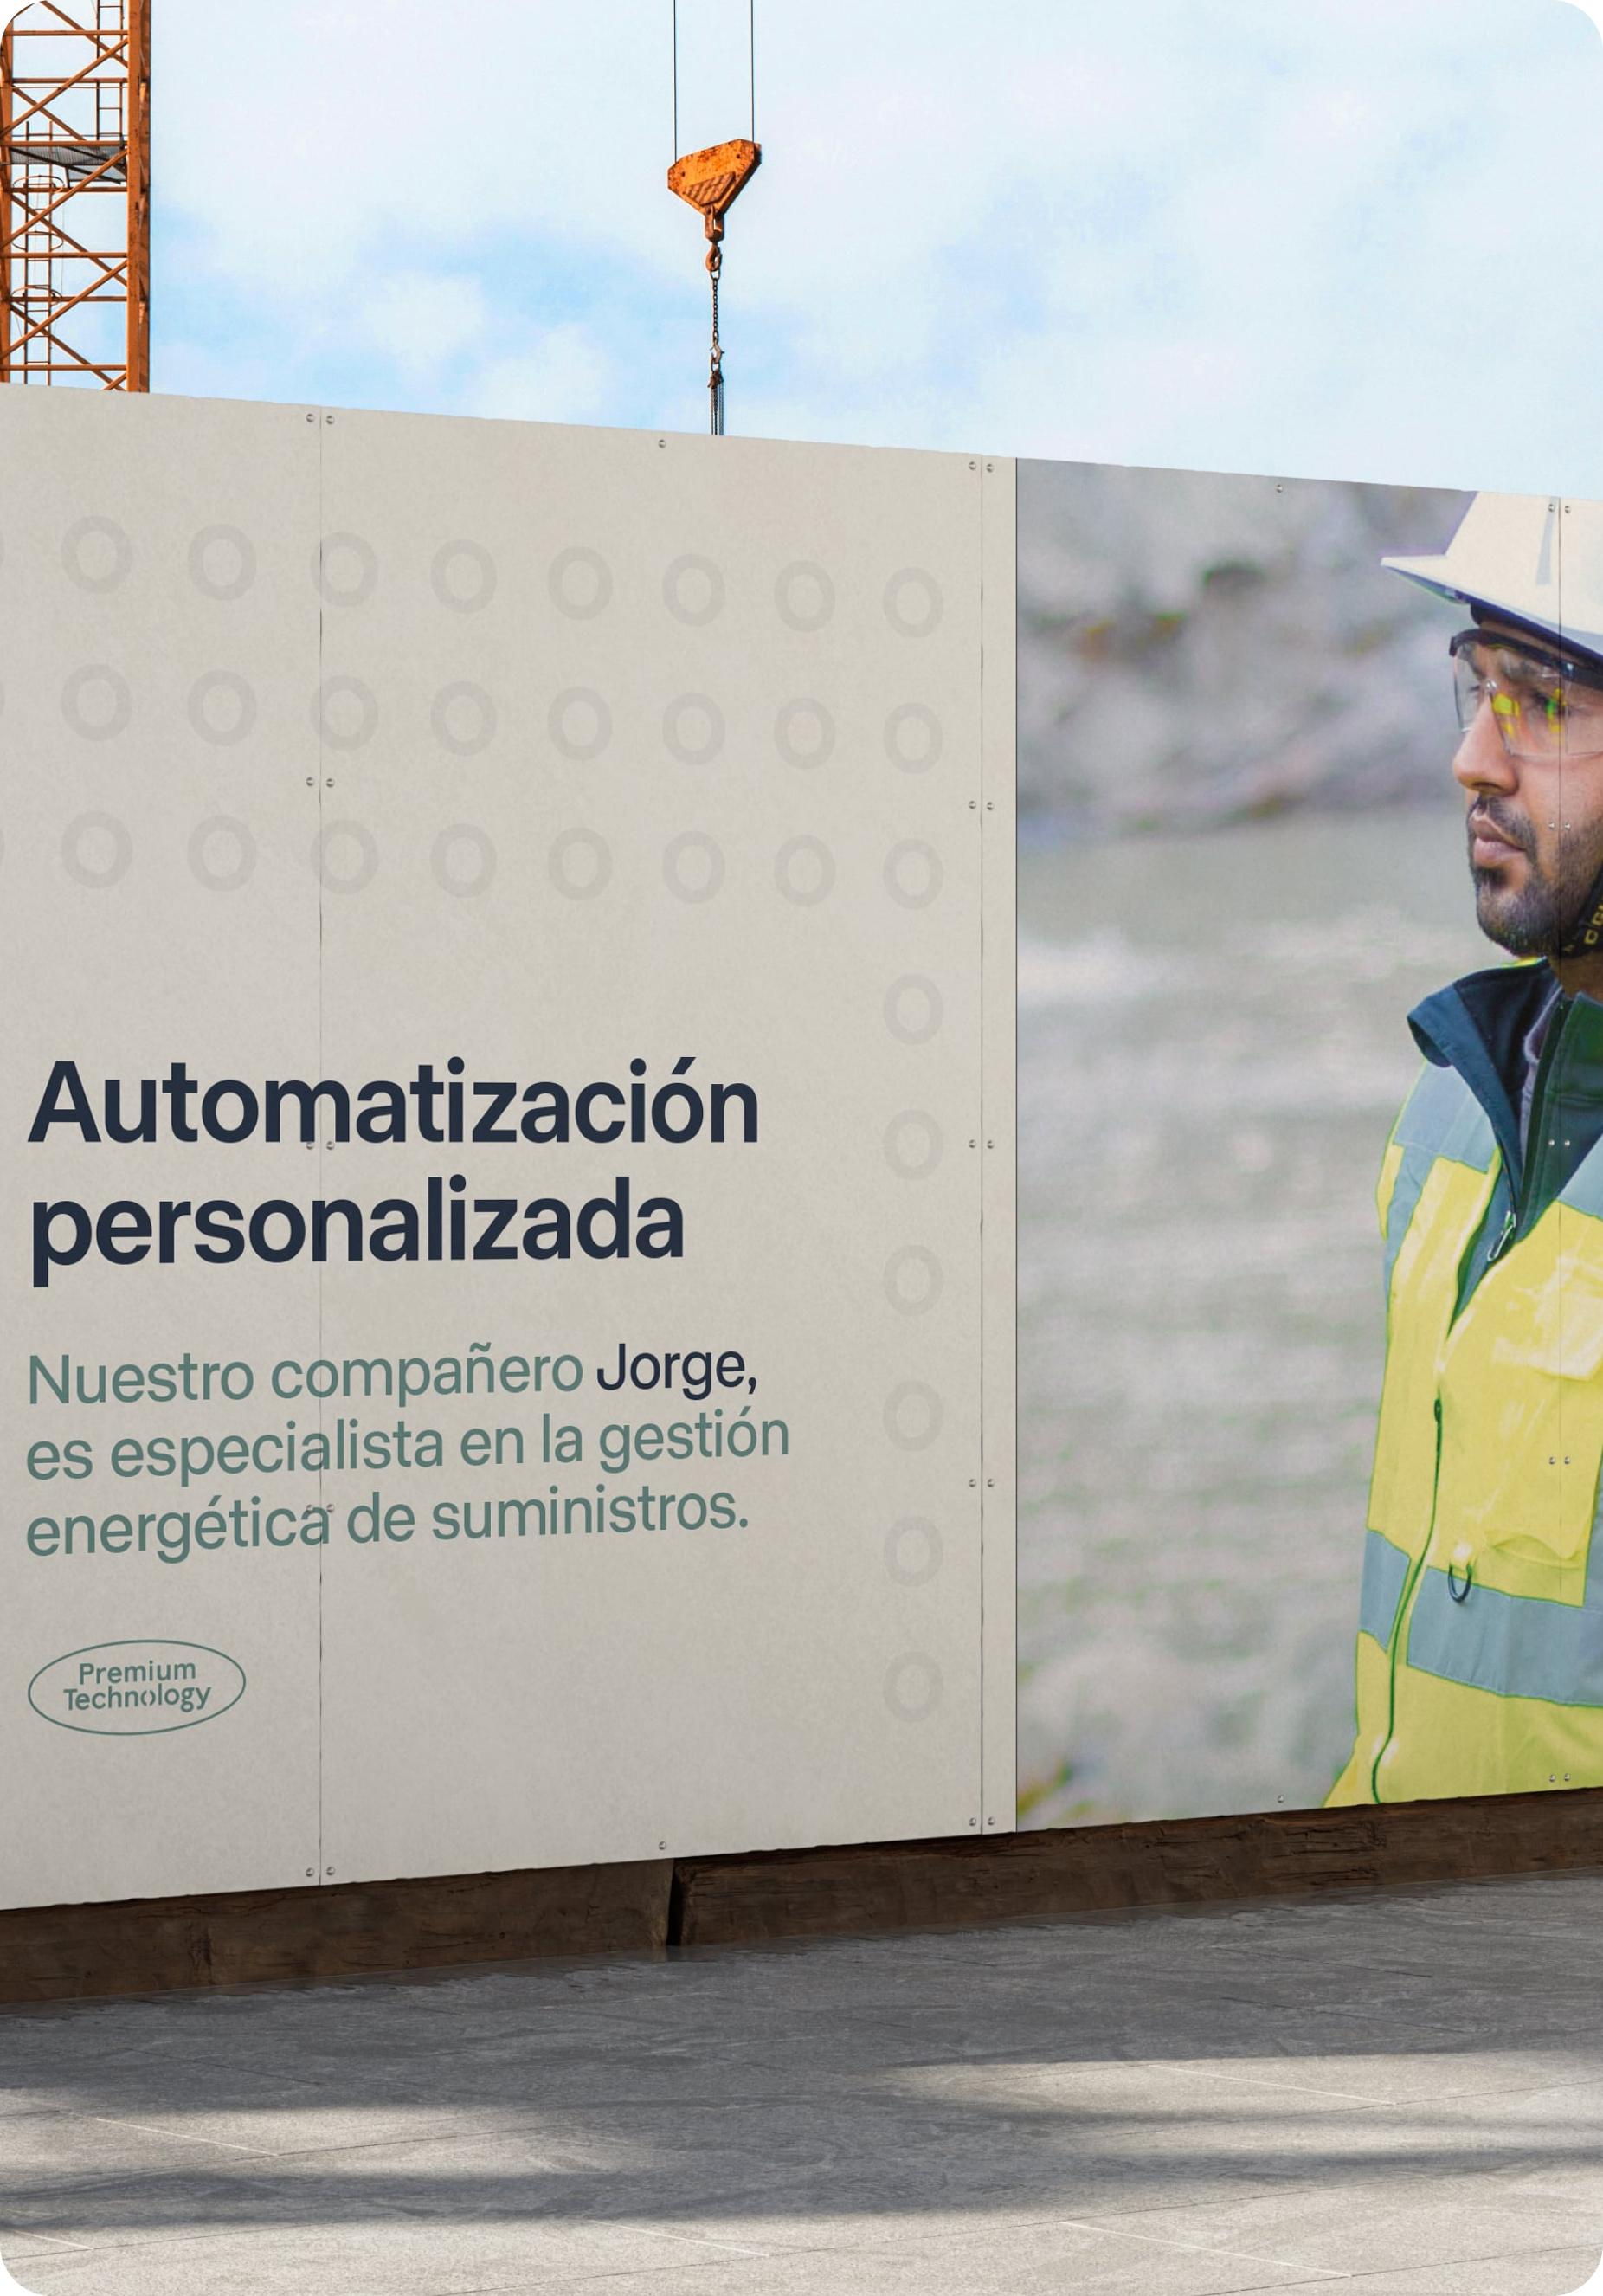 Automatización
personalizada
Nuestro compañero Jorge,
es especialista en la gestión
energética de suministros.
Premium
Technology